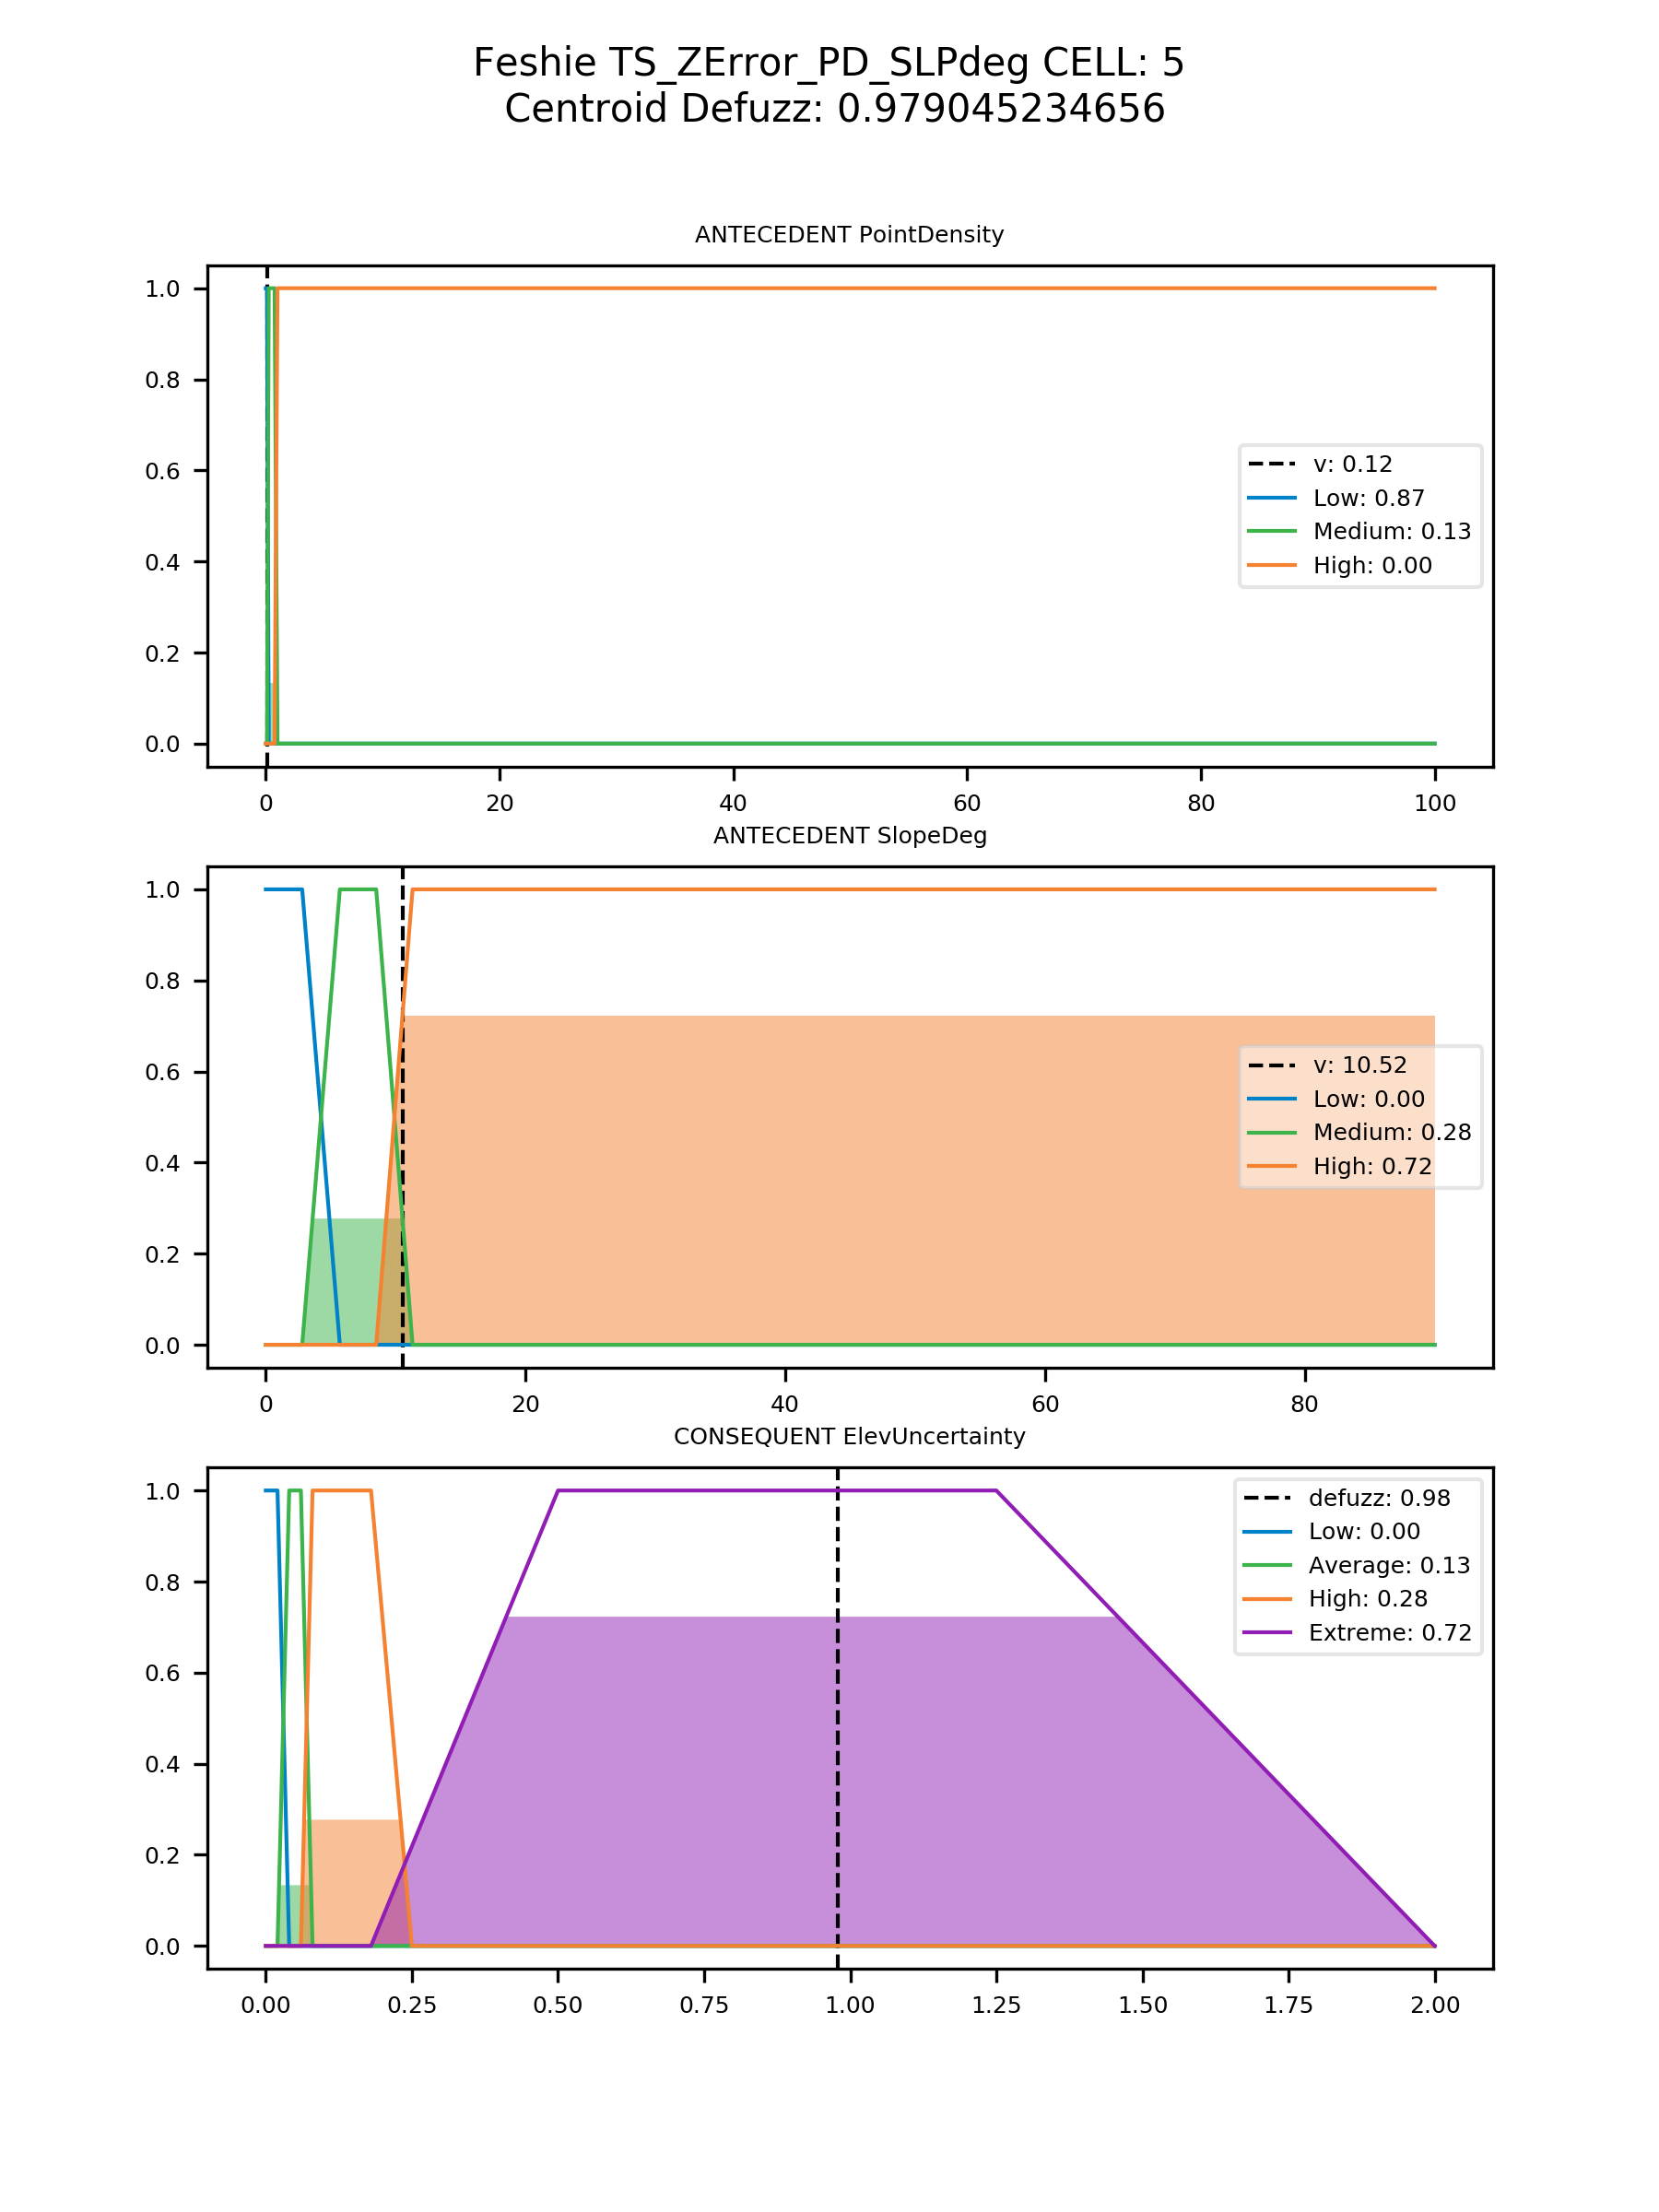 Feshie TS_ZError_PD_SLPdeg CELL: 5
Centroid Defuzz: 0.979045234656
ANTECEDENT PointDensity
1.0
0.8
0.6
0.4
0.2
0.0
v: 0.12
Low: 0.87
Medium: 0.13
High: 0.00
0 20 40 60 80 100
ANTECEDENT SlopeDeg
1.0
0.8
0.6
0.4
0.2
0.0
v: 10.52
Low: 0.00
Medium: 0.28
High: 0.72
0 20 40 60 80
CONSEQUENT ElevUncertainty
1.0
0.8
0.6
0.4
0.2
0.0
defuzz: 0.98
Low: 0.00
Average: 0.13
High: 0.28
Extreme: 0.72
0.00 0.25 0.50 0.75 1.00 1.25 1.50 1.75 2.00